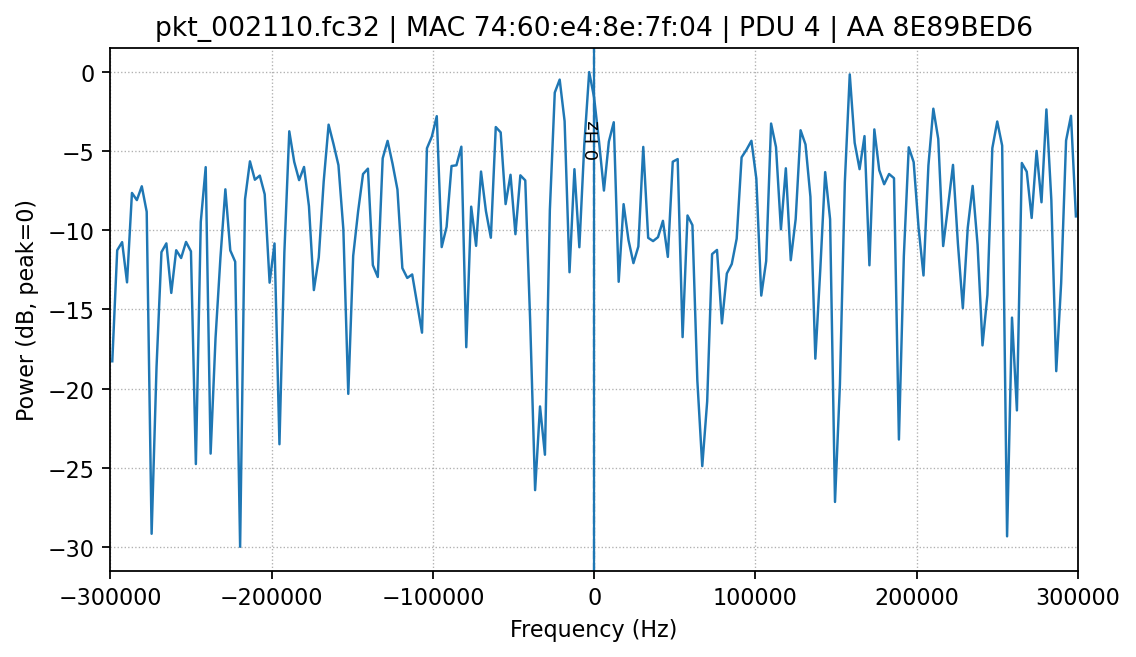 pkt_002110.fc32 | MAC 74:60:e4:8e:7f:04 | PDU 4 | AA 8E89BED6
Power (dB, peak=0)
0
−5
−10
−15
−20
−25
−30
0 Hz
−300000 −200000 −100000 0 100000 200000 300000
Frequency (Hz)